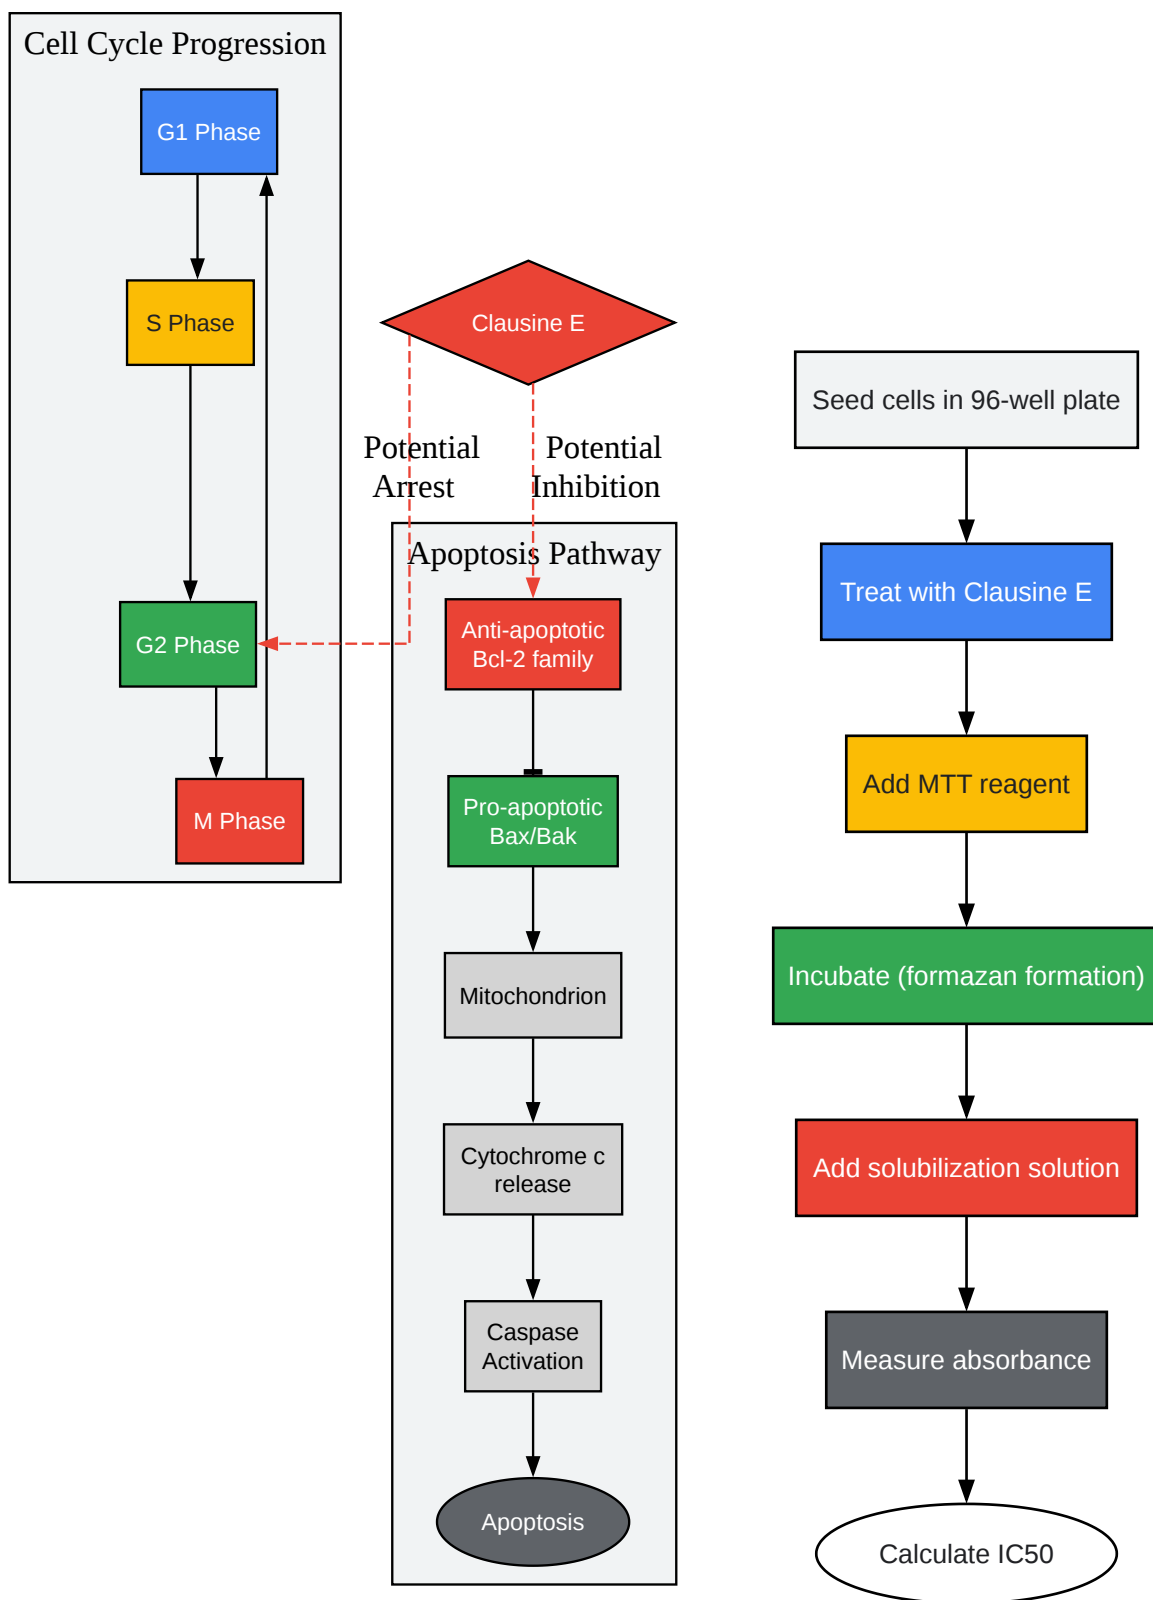 Cell Cycle Progression
G1 Phase
S Phase
G2 Phase
M Phase
Clausine E
Potential
Arrest
Potential
Inhibition
Apoptosis Pathway
Anti-apoptotic
Bcl-2 family
Pro-apoptotic
Bax/Bak
Mitochondrion
Cytochrome c
release
Caspase
Activation
Apoptosis
Seed cells in 96-well plate
Treat with Clausine E
Add MTT reagent
Incubate (formazan formation)
Add solubilization solution
Measure absorbance
Calculate IC50